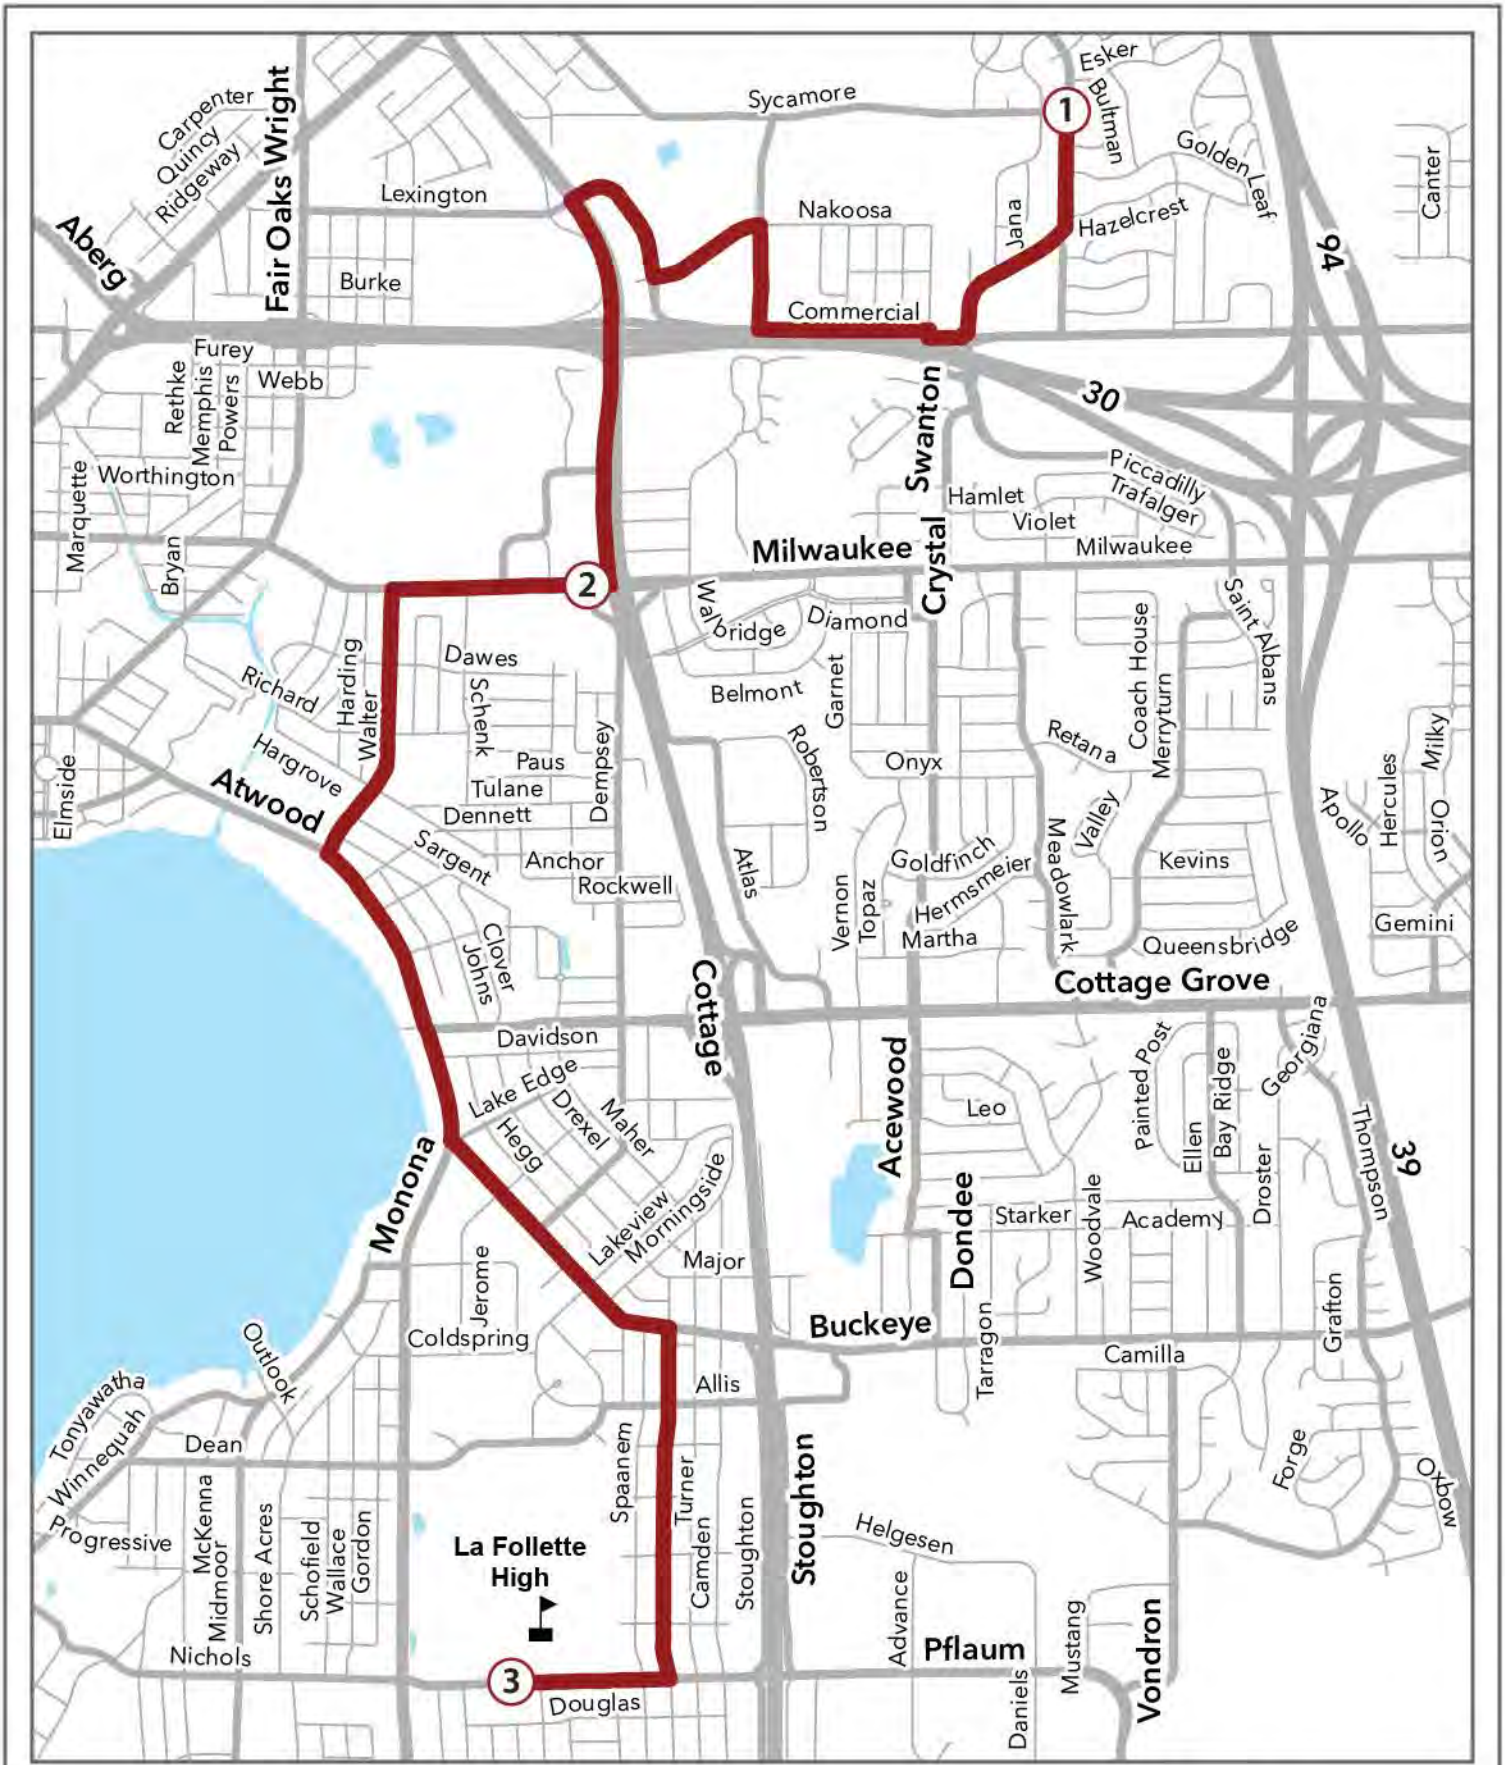 Esker
Carpenter
Sycamore
1
Bultman
Quincy
Fair Oaks Wright
Golden Leaf
Ridgeway
Canter
Lexington
Nakoosa
Jana
Hazelcrest
Aberg
94
Burke
Commercial
Furey
Rethke
Memphis
Powers
Webb
30
Swanton
Worthington
Marquette
Piccadilly
Hamlet
Trafalger
Violet
Bryan
Milwaukee
Crystal
Milwaukee
2
Walbridge
Diamond
Saint Albans
Dawes
Harding
Richard
Schenk
Belmont
Garnet
Coach House
Walter
Merryturn
Hargrove
Dempsey
Paus
Robertson
Onyx
Retana
Milky
Elmside
Atwood
Tulane
Hercules
Dennett
Valley
Apollo
Orion
Sargent
Anchor
Atlas
Goldfinch
Meadowlark
Kevins
Rockwell
Hermsmeier
Vernon
Topaz
Gemini
Clover
Johns
Martha
Queensbridge
Cottage
Cottage Grove
Davidson
Georgiana
Lake Edge
Acewood
Painted Post
Bay Ridge
Drexel
Maher
Leo
Hegg
Ellen
Thompson
39
Monona
Dondee
Droster
Lakeview
Morningside
Starker
Woodvale
Academy
Jerome
Major
Grafton
Coldspring
Buckeye
Outlook
Tarragon
Camilla
Allis
Tonyawatha
Winnequah
Dean
Spaanem
Stoughton
Forge
Oxbow
McKenna
Turner
Progressive
Shore Acres
Schofield
Wallace
Gordon
La Follette
High
Camden
Stoughton
Helgesen
Midmoor
Advance
Mustang
Vondron
Nichols
Pflaum
3
Douglas
Daniels